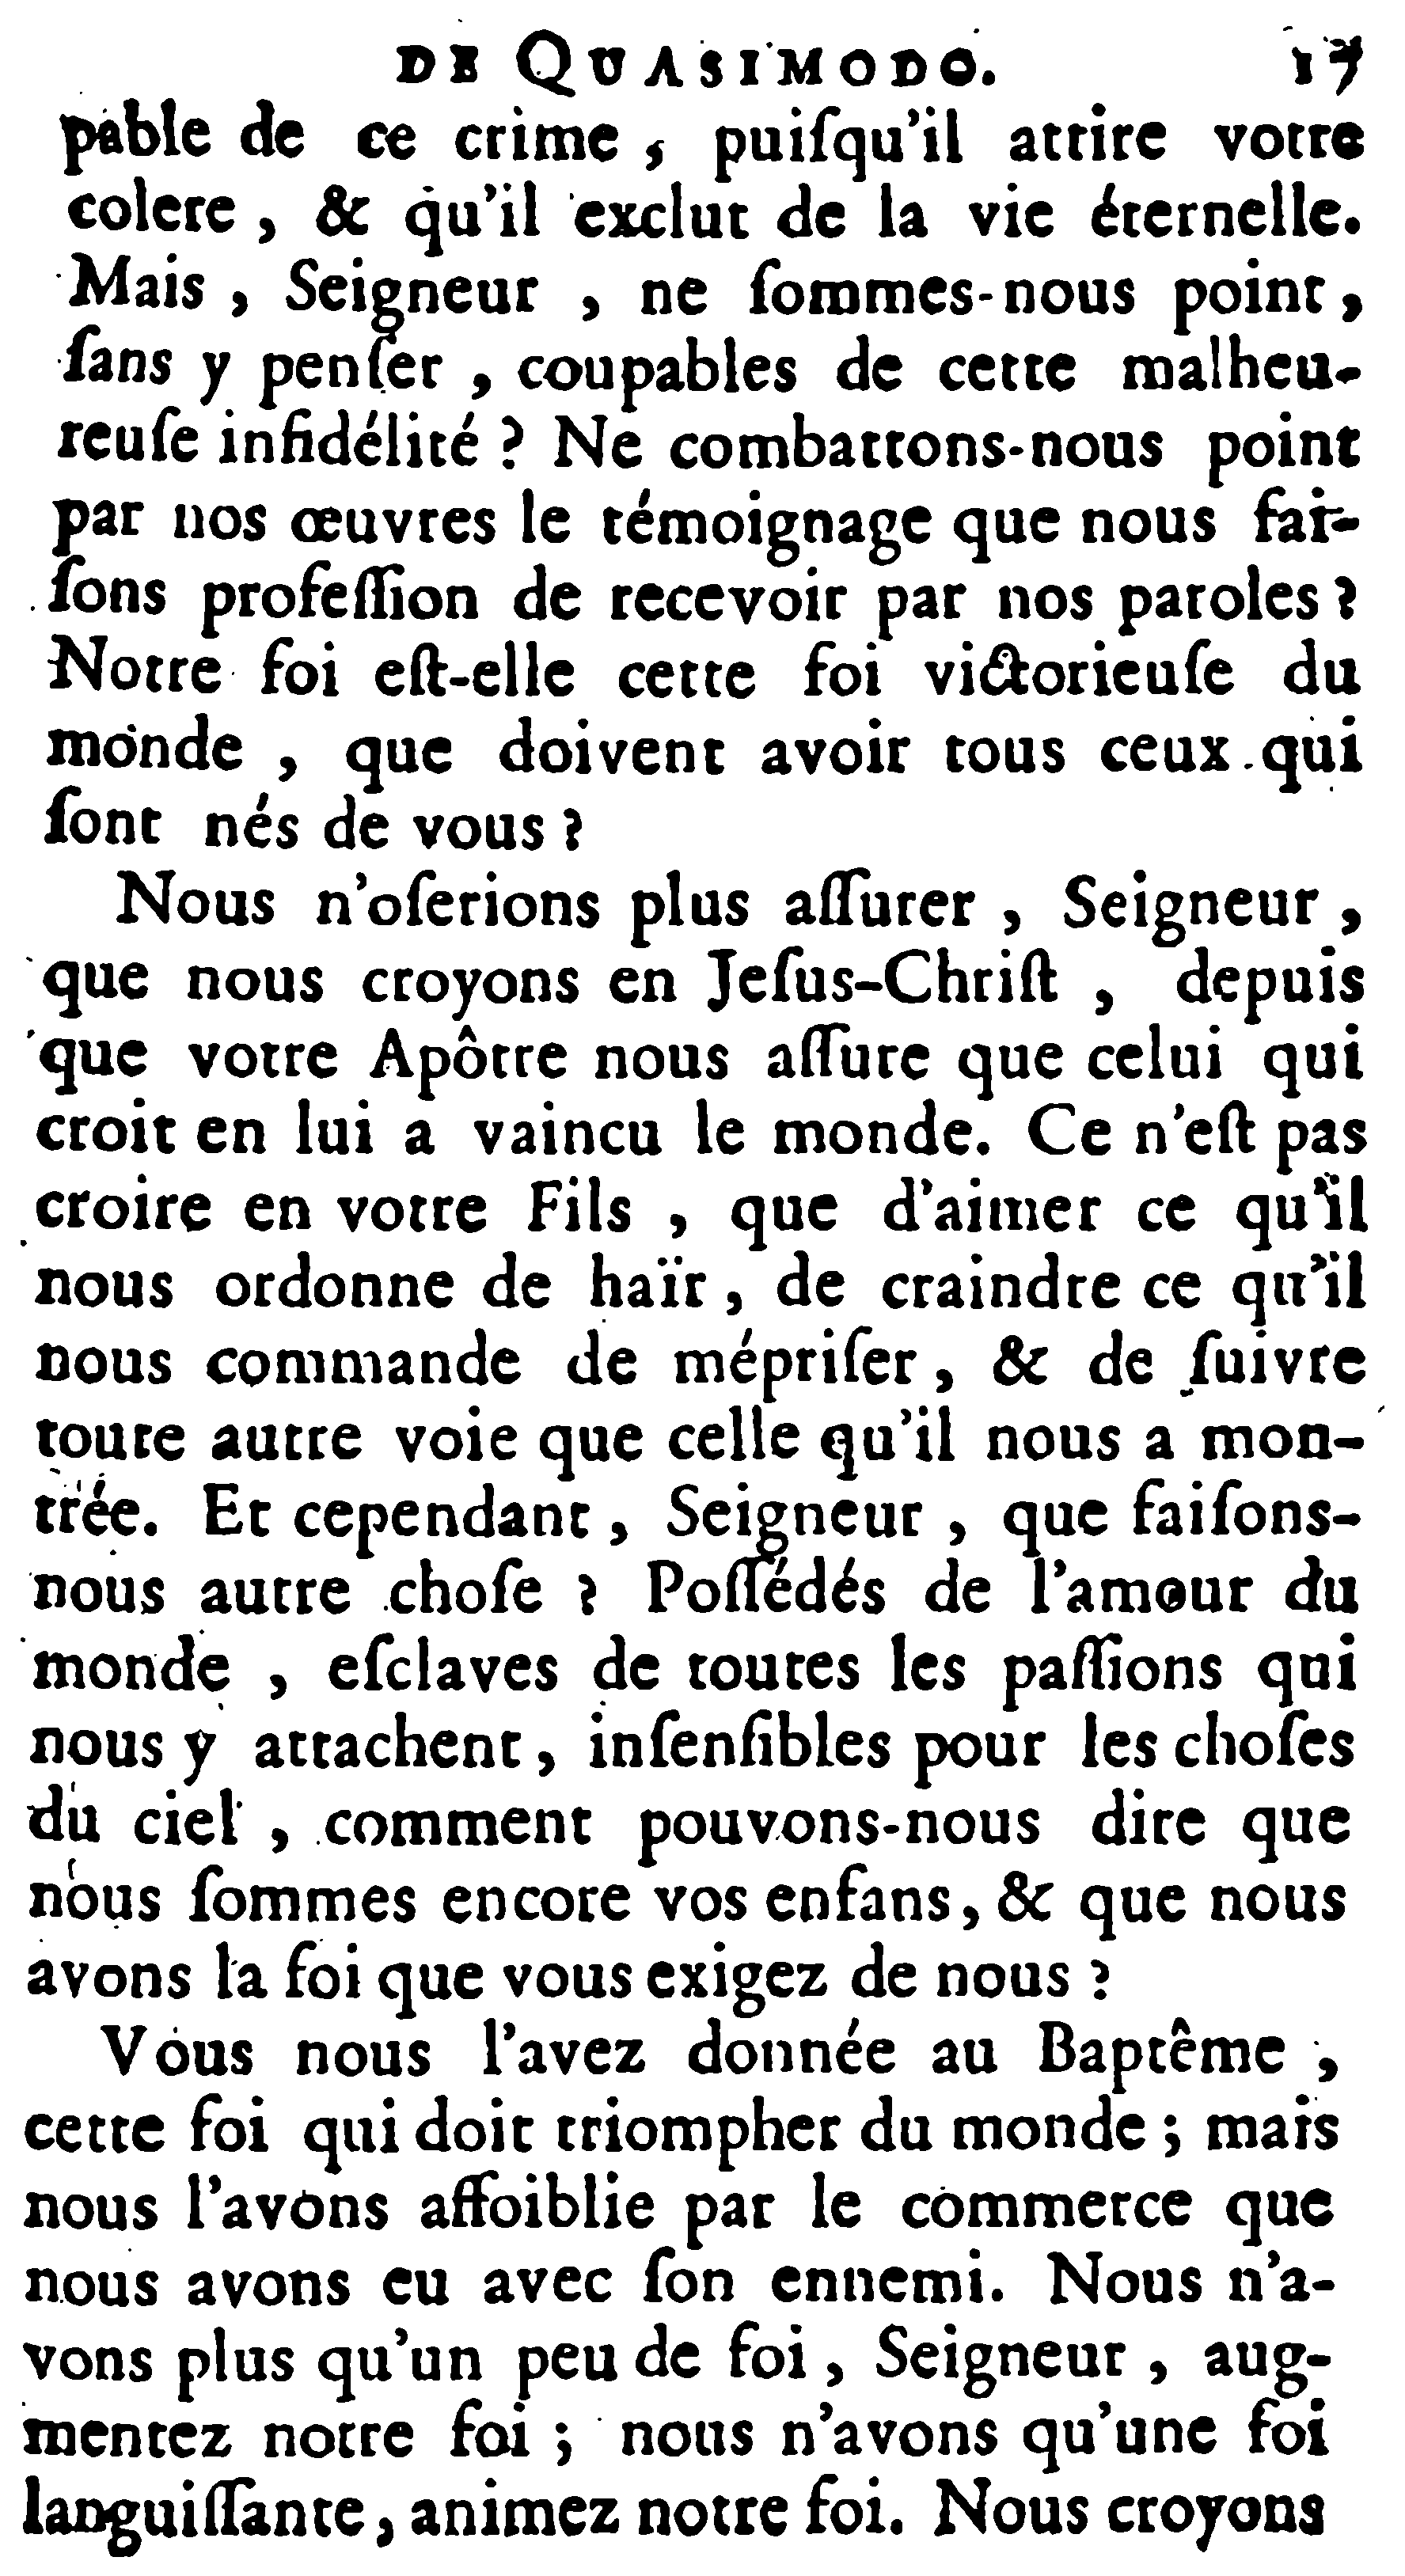 DE QUASIMODO. 17
pable de ce crime, puiſqu'il attire votre
colere, & qu'il exclut de la vie éternelle.
Mais, Seigneur, ne ſommes-nous point,
ſans y penſer, coupables de cette malheu-
reuſe infidélité? Ne combattons-nous point
par nos œuvres le témoignage que nous fai-
ſons profeſſion de recevoir par nos paroles?
Notre foi eſt-elle cette foi victorieuſe du
monde, que doivent avoir tous ceux qui
ſont nés de vous?
Nous n'oſerions plus aſſurer, Seigneur,
que nous croyons en Jeſus-Chriſt, depuis
que votre Apôtre nous aſſure que celui qui
croit en lui a vaincu le monde. Ce n'eſt pas
croire en votre Fils, que d'aimer ce qu'il
nous ordonne de haïr, de craindre ce qu'il
nous commande de mépriſer, & de ſuivre
toute autre voie que celle qu'il nous a mon-
trée. Et cependant, Seigneur, que faiſons-
nous autre choſe? Poſſédés de l'amour du
monde, eſclaves de toutes les paſſions qui
nous y attachent, inſenſibles pour les choſes
du ciel, comment pouvons-nous dire que
nous ſommes encore vos enfans, & que nous
avons la foi que vous exigez de nous?
Vous nous l'avez donnée au Baptême,
cette foi qui doit triompher du monde; mais
nous l'avons affoiblie par le commerce que
nous avons eu avec ſon ennemi. Nous n'a-
vons plus qu'un peu de foi, Seigneur, aug-
mentez notre foi; nous n'avons qu'une foi
languiſſante, animez notre foi. Nous croyons